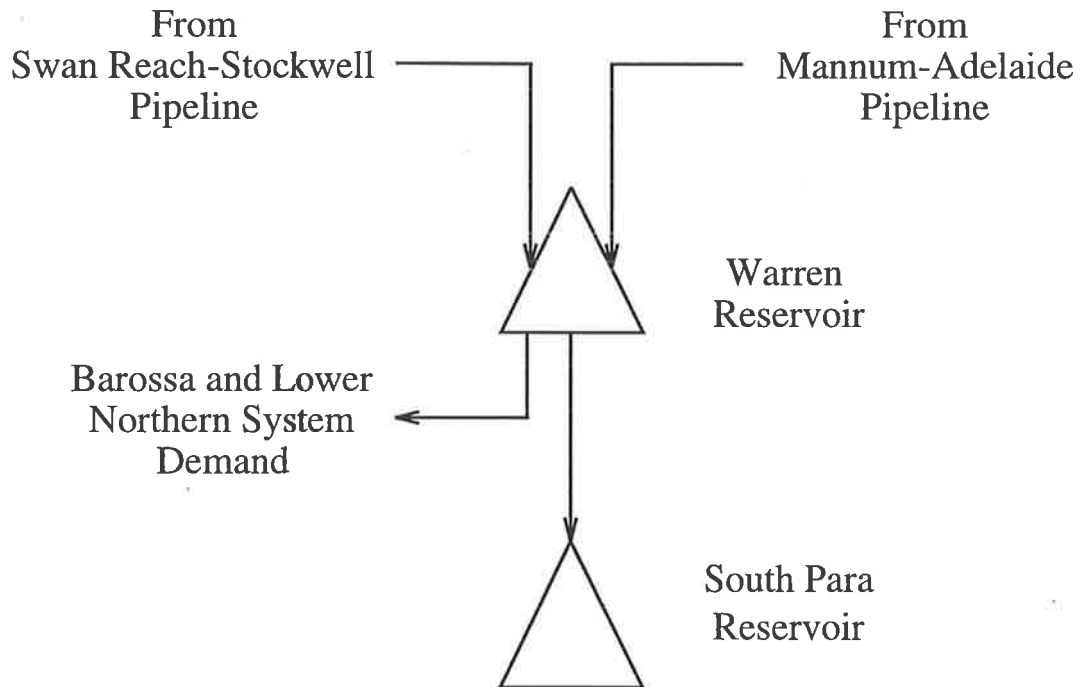 From
Swan Reach-Stockwell
Pipeline
From
Mannum-Adelaide
Pipeline
Warren
Reservoir
Barossa and Lower
Northern System
Demand
South Para
Reservoir